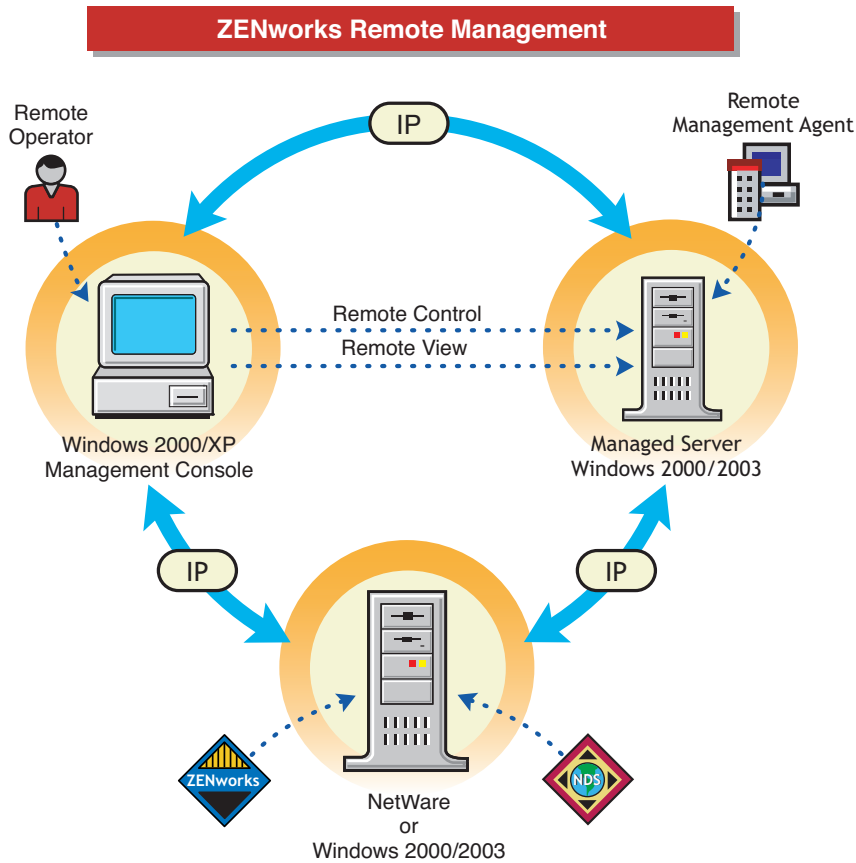 ZENworks Remote Management
IP
Remote
Operator
Remote
Management Agent
Remote Control
Remote View
Windows 2000/XP
Management Console
Managed Server
Windows 2000/2003
IP
IP
ZENworks
NDS
NetWare
or
Windows 2000/2003